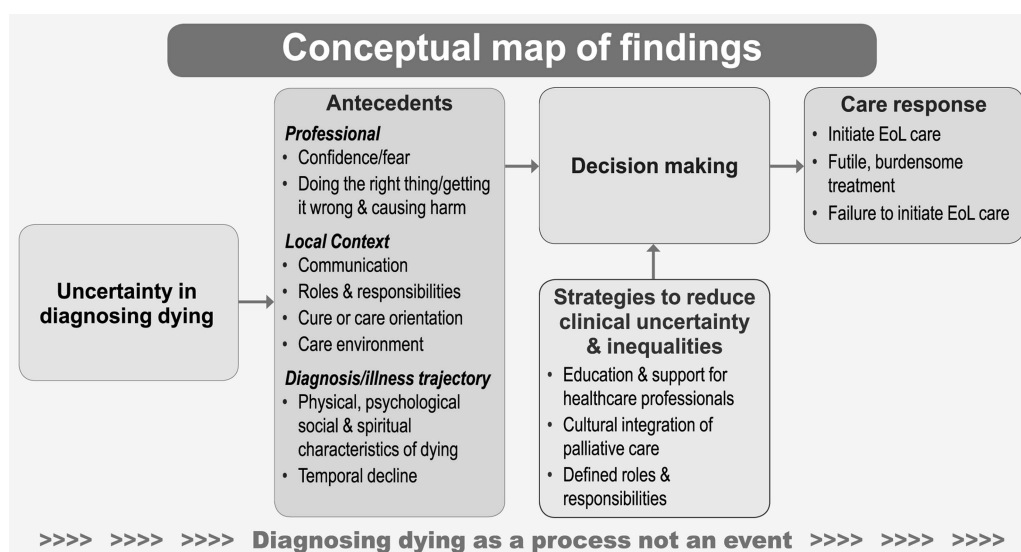 Conceptual map of findings
Uncertainty in
diagnosing dying
Antecedents
Professional
• Confidence/fear
• Doing the right thing/getting
it wrong & causing harm
Local Context
• Communication
• Roles & responsibilities
• Cure or care orientation
• Care environment
Diagnosis/illness trajectory
• Physical, psychological
social & spiritual
characteristics of dying
• Temporal decline
Decision making
Strategies to reduce
clinical uncertainty
& inequalities
• Education & support for
healthcare professionals
• Cultural integration of
palliative care
• Defined roles &
responsibilities
Care response
• Initiate EoL care
• Futile, burdensome
treatment
• Failure to initiate EoL care
>>>> >>>> >>>> Diagnosing dying as a process not an event >>>> >>>> >>>>